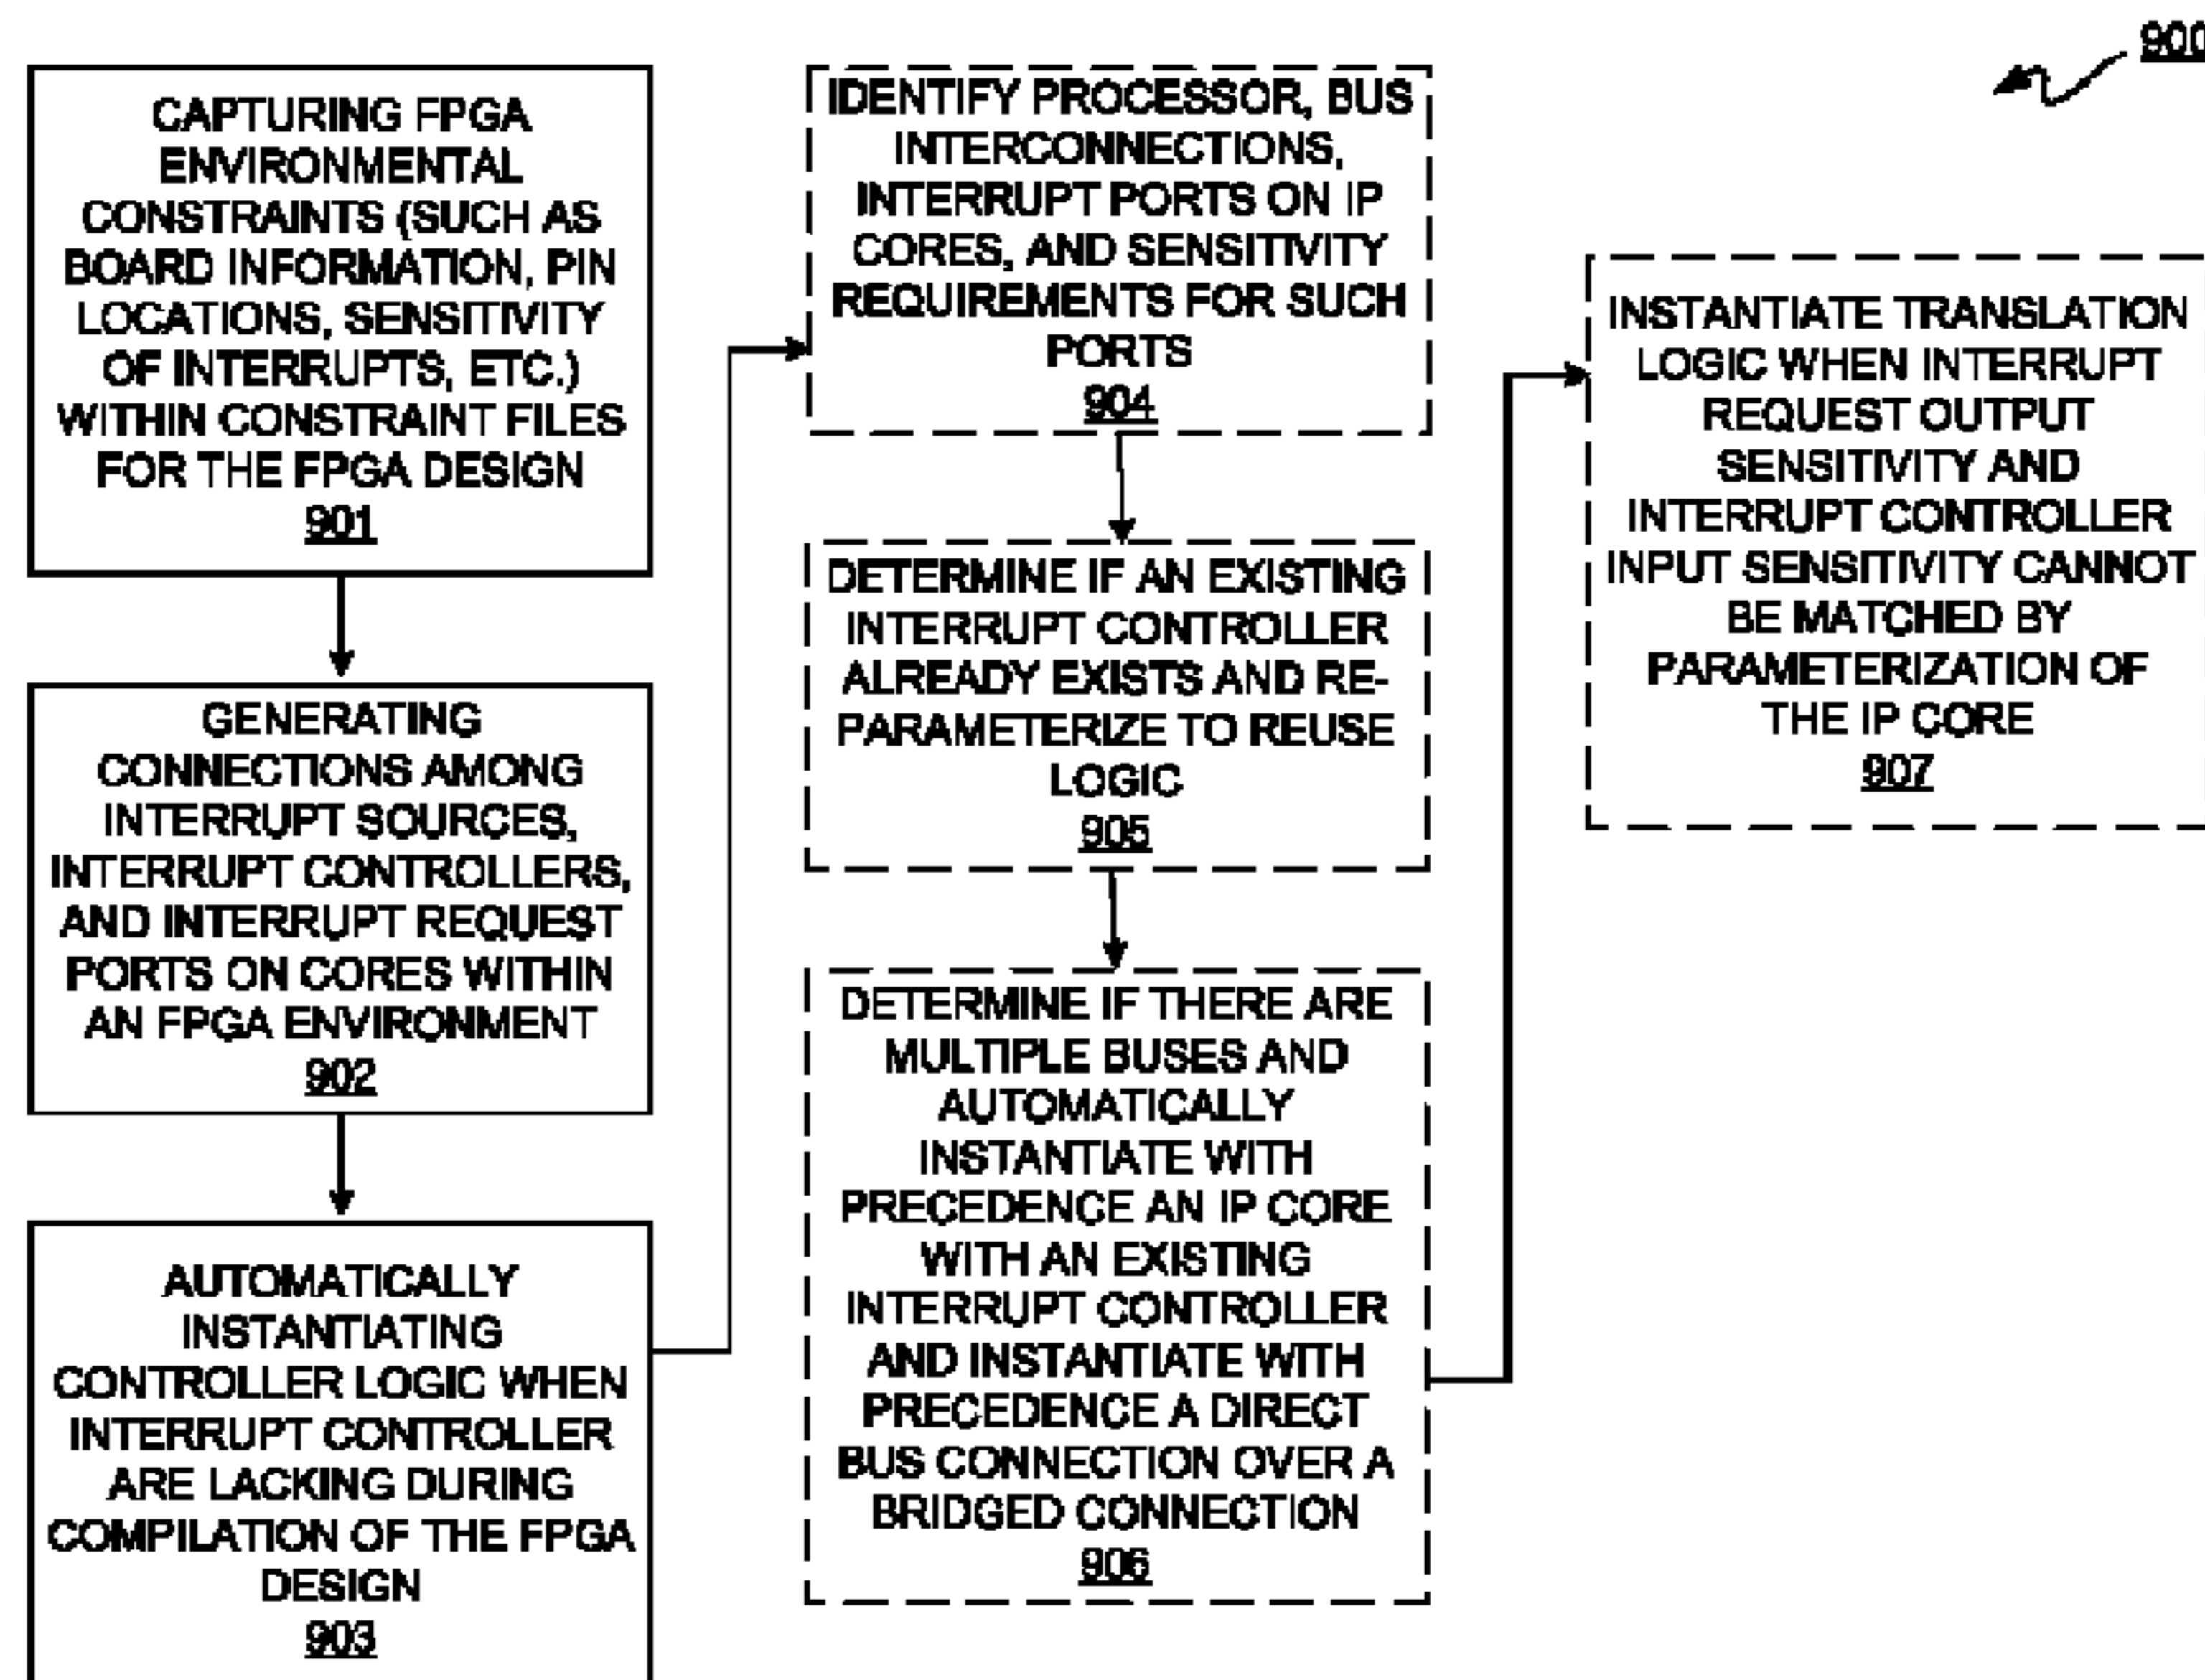 900
CAPTURING FPGA
ENVIRONMENTAL
CONSTRAINTS (SUCH AS
BOARD INFORMATION, PIN
LOCATIONS, SENSITIVITY
OF INTERRUPTS, ETC.)
WITHIN CONSTRAINT FILES
FOR THE FPGA DESIGN
901
GENERATING
CONNECTIONS AMONG
INTERRUPT SOURCES,
INTERRUPT CONTROLLERS,
AND INTERRUPT REQUEST
PORTS ON CORES WITHIN
AN FPGA ENVIRONMENT
902
AUTOMATICALLY
INSTANTIATING
CONTROLLER LOGIC WHEN
INTERRUPT CONTROLLER
ARE LACKING DURING
COMPILATION OF THE FPGA
DESIGN
903
IDENTIFY PROCESSOR, BUS
INTERCONNECTIONS,
INTERRUPT PORTS ON IP
CORES, AND SENSITIVITY
REQUIREMENTS FOR SUCH
PORTS
904
DETERMINE IF AN EXISTING
INTERRUPT CONTROLLER
ALREADY EXISTS AND RE-
PARAMETERIZE TO REUSE
LOGIC
905
DETERMINE IF THERE ARE
MULTIPLE BUSES AND
AUTOMATICALLY
INSTANTIATE WITH
PRECEDENCE AN IP CORE
WITH AN EXISTING
INTERRUPT CONTROLLER
AND INSTANTIATE WITH
PRECEDENCE A DIRECT
BUS CONNECTION OVER A
BRIDGED CONNECTION
906
INSTANTIATE TRANSLATION
LOGIC WHEN INTERRUPT
REQUEST OUTPUT
SENSITIVITY AND
INTERRUPT CONTROLLER
INPUT SENSITIVITY CANNOT
BE MATCHED BY
PARAMETERIZATION OF
THE IP CORE
907